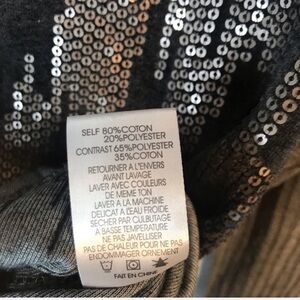 SELF 80%COTON
20%POLYESTER
CONTRAST 65%POLYESTER
35%COTON
RETOURNER A L'ENVERS
AVANT LAVAGE
LAVER AVEC COULEURS
DE MEME TON
LAVER A LA MACHINE
DELICAT A L'EAU FROIDE
SECHER PAR CULBUTAGE
A BASSE TEMPERATURE
NE PAS JAVELLISER
PAS DE CHALEUR POUR NE PAS
ENDOMMAGER ORNEMENT
FAIT EN CHINE